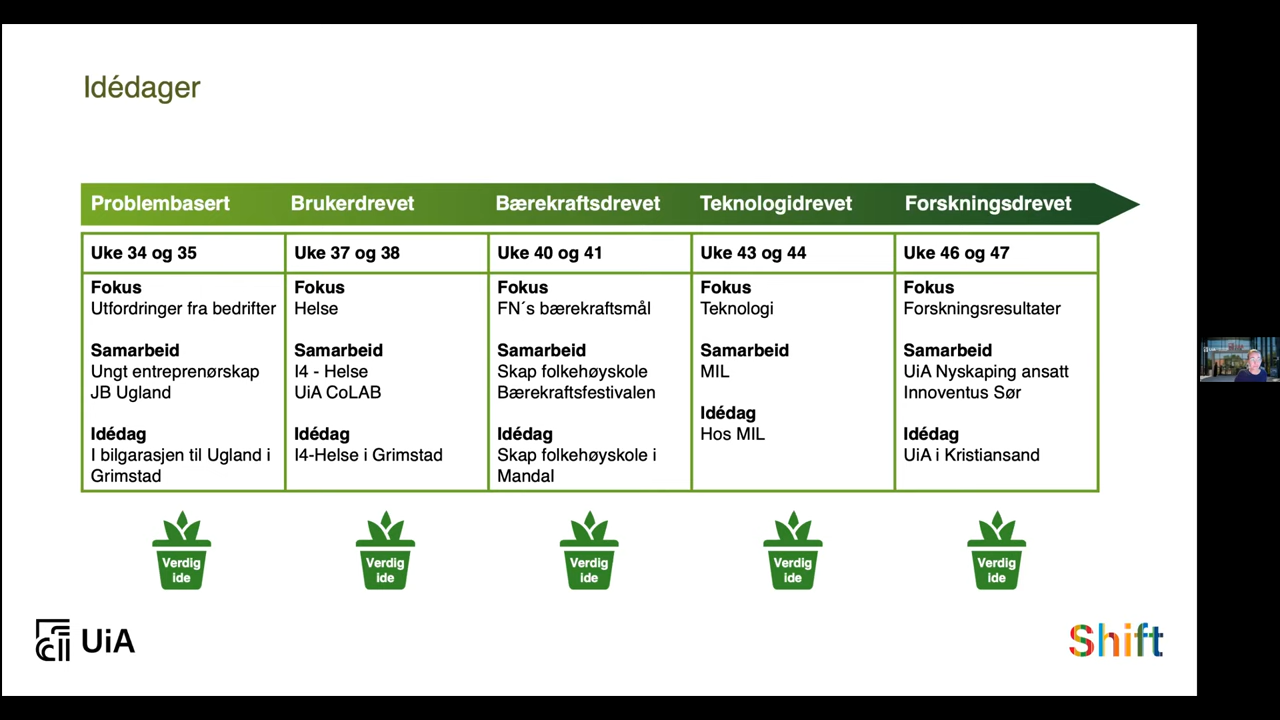 Idédager
Problembasert
Brukerdrevet
Bærekraftsdrevet
Teknologidrevet
Forskningsdrevet
Uke 34 og 35
Fokus
Utfordringer fra bedrifter
Samarbeid
Ungt entreprenørskap
JB Ugland
Idédag
I bilgarasjen til Ugland i
Grimstad
Uke 37 og 38
Fokus
Helse
Samarbeid
I4 - Helse
UiA CoLAB
Idédag
I4-Helse i Grimstad
Uke 40 og 41
Fokus
FN´s bærekraftsmål
Samarbeid
Skap folkehøyskole
Bærekraftsfestivalen
Idédag
Skap folkehøyskole i
Mandal
Uke 43 og 44
Fokus
Teknologi
Samarbeid
MIL
Idédag
Hos MIL
Uke 46 og 47
Fokus
Forskningsresultater
Samarbeid
UiA Nyskaping ansatt
Innoventus Sør
Idédag
UiA i Kristiansand
Verdig
ide
Verdig
ide
Verdig
ide
Verdig
ide
Verdig
ide
UiA
Shift